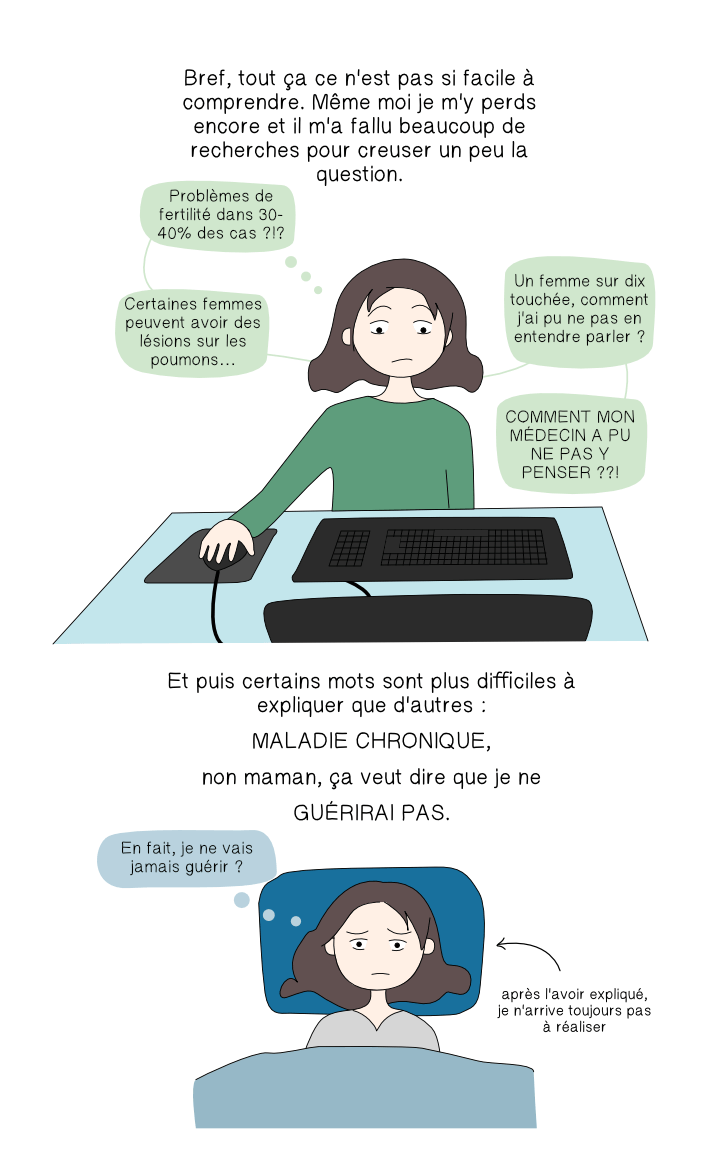 Bref, tout ça ce n'est pas si facile à
comprendre. Même moi je m'y perds
encore et il m'a fallu beaucoup de
recherches pour creuser un peu la
question.
Problèmes de
fertilité dans 30-
40% des cas ?!?
Certaines femmes
peuvent avoir des
lésions sur les
poumons...
Un femme sur dix
touchée, comment
j'ai pu ne pas en
entendre parler ?
COMMENT MON
MÉDECIN A PU
NE PAS Y
PENSER ??!
Et puis certains mots sont plus difficiles à
expliquer que d'autres :
MALADIE CHRONIQUE,
non maman, ça veut dire que je ne
GUÉRIRAI PAS.
En fait, je ne vais
jamais guérir ?
après l'avoir expliqué,
je n'arrive toujours pas
à réaliser